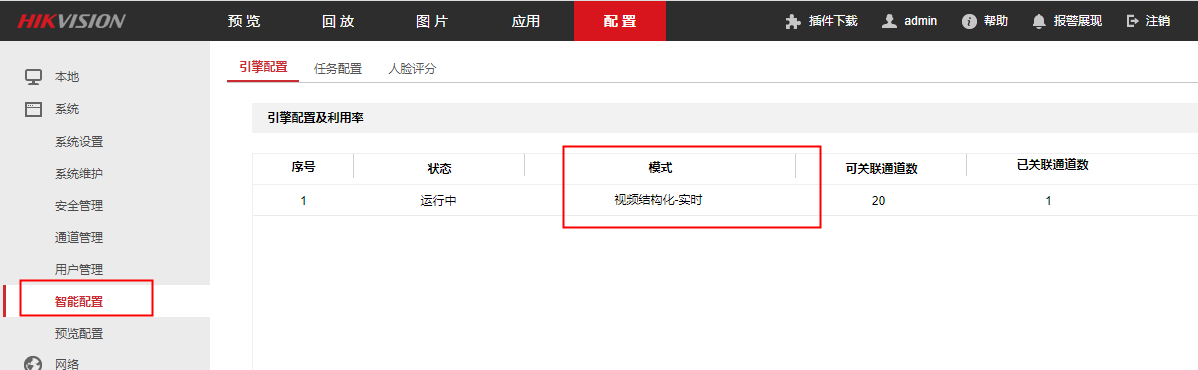 HIKVISION 预览 回放 图片 应用 配置 插件下载 admin 帮助 报警展现 注销
本地
系统
系统设置
系统维护
安全管理
通道管理
用户管理
智能配置
预览配置
网络
引擎配置 任务配置 人脸评分
引擎配置及利用率
序号 状态 模式 可关联通道数 已关联通道数
1 运行中 视频结构化-实时 20 1